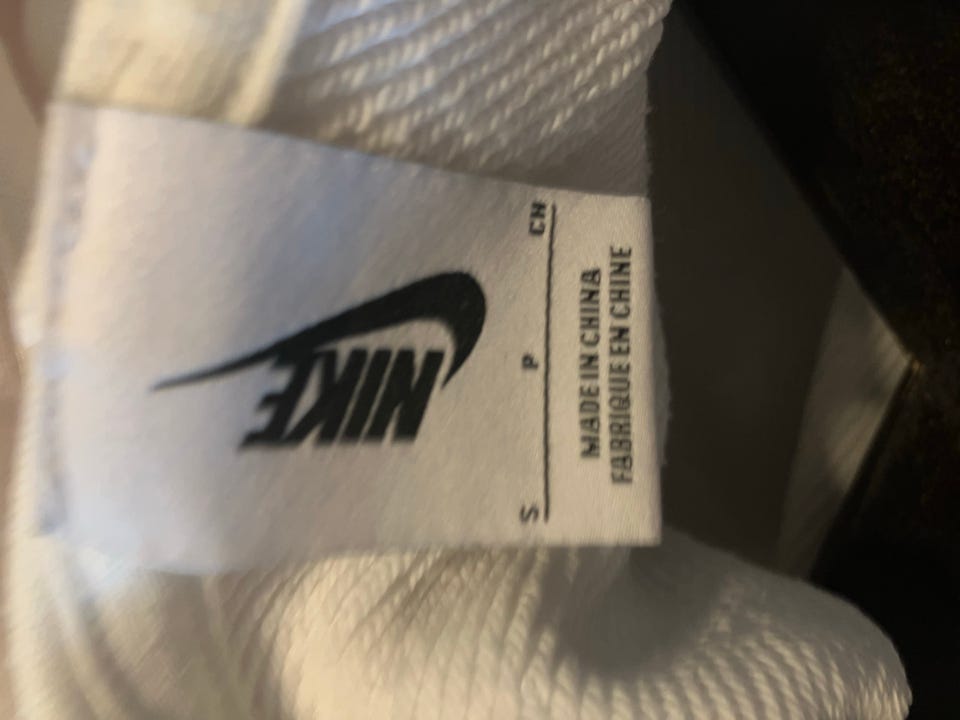 NIKE
S P CH
MADE IN CHINA
FABRIQUE EN CHINE